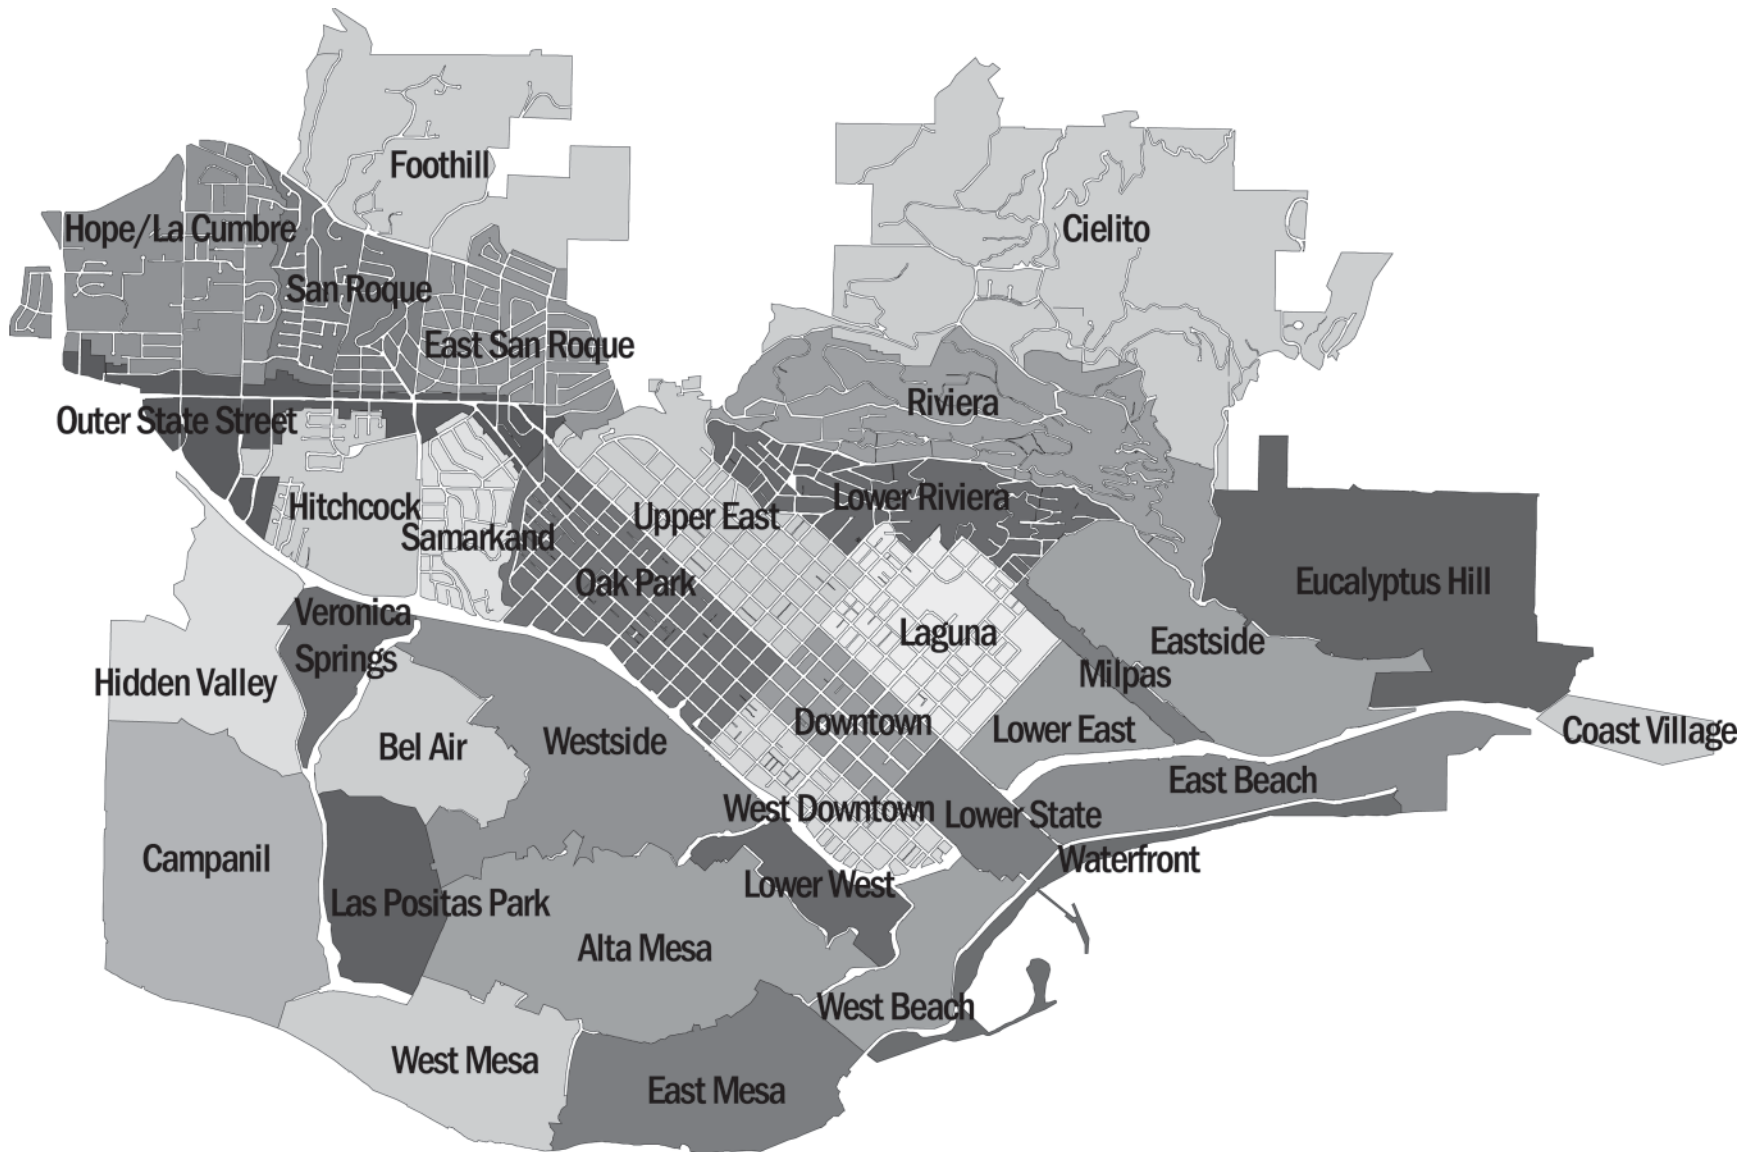 Foothill
Hope/La Cumbre
Cielito
San Roque
East San Roque
Riviera
Outer State Street
Hitchcock
Samarkand
Upper East
Lower Riviera
Oak Park
Eucalyptus Hill
Veronica
Springs
Laguna
Eastside
Milpas
Hidden Valley
Bel Air
Westside
Downtown
Lower East
Coast Village
East Beach
West Downtown
Lower State
Campanil
Waterfront
Lower West
Las Positas Park
Alta Mesa
West Beach
West Mesa
East Mesa